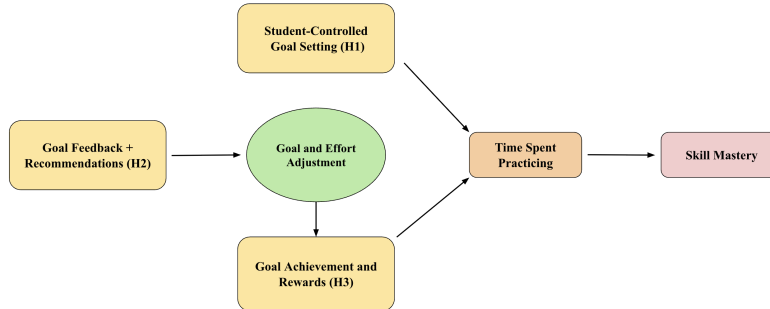 Student-Controlled
Goal Setting (H1)
Goal Feedback +
Recommendations (H2)
Goal and Effort
Adjustment
Time Spent
Practicing
Skill Mastery
Goal Achievement and
Rewards (H3)